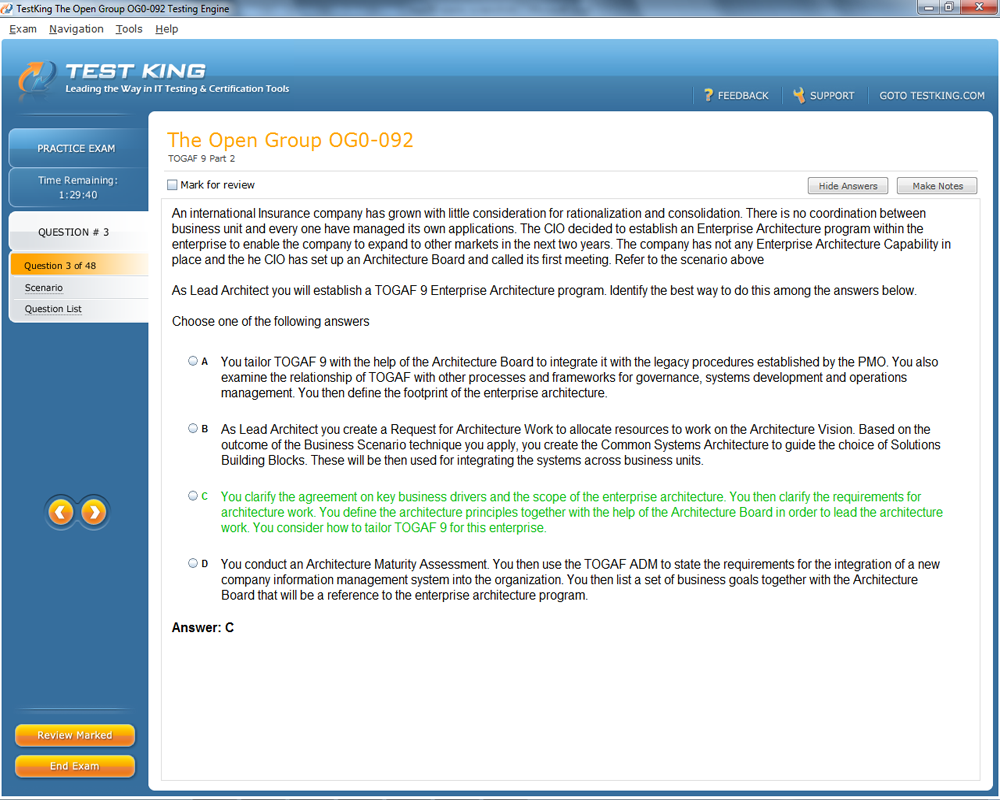 TestKing The Open Group OG0-092 Testing Engine
Exam Navigation Tools Help
TEST KING
Leading the Way in IT Testing & Certification Tools
? FEEDBACK SUPPORT GOTO TESTKING.COM
PRACTICE EXAM
Time Remaining:
1:29:40
QUESTION # 3
Question 3 of 48
Scenario
Question List
The Open Group OG0-092
TOGAF 9 Part 2
Mark for review
Hide Answers Make Notes
An international Insurance company has grown with little consideration for rationalization and consolidation. There is no coordination between
business unit and every one have managed its own applications. The CIO decided to establish an Enterprise Architecture program within the
enterprise to enable the company to expand to other markets in the next two years. The company has not any Enterprise Architecture Capability in
place and the he CIO has set up an Architecture Board and called its first meeting. Refer to the scenario above
As Lead Architect you will establish a TOGAF 9 Enterprise Architecture program. Identify the best way to do this among the answers below.
Choose one of the following answers
A You tailor TOGAF 9 with the help of the Architecture Board to integrate it with the legacy procedures established by the PMO. You also
examine the relationship of TOGAF with other processes and frameworks for governance, systems development and operations
management. You then define the footprint of the enterprise architecture.
B As Lead Architect you create a Request for Architecture Work to allocate resources to work on the Architecture Vision. Based on the
outcome of the Business Scenario technique you apply, you create the Common Systems Architecture to guide the choice of Solutions
Building Blocks. These will be then used for integrating the systems across business units.
C You clarify the agreement on key business drivers and the scope of the enterprise architecture. You then clarify the requirements for
architecture work. You define the architecture principles together with the help of the Architecture Board in order to lead the architecture
work. You consider how to tailor TOGAF 9 for this enterprise.
D You conduct an Architecture Maturity Assessment. You then use the TOGAF ADM to state the requirements for the integration of a new
company information management system into the organization. You then list a set of business goals together with the Architecture
Board that will be a reference to the enterprise architecture program.
Answer: C
Review Marked
End Exam